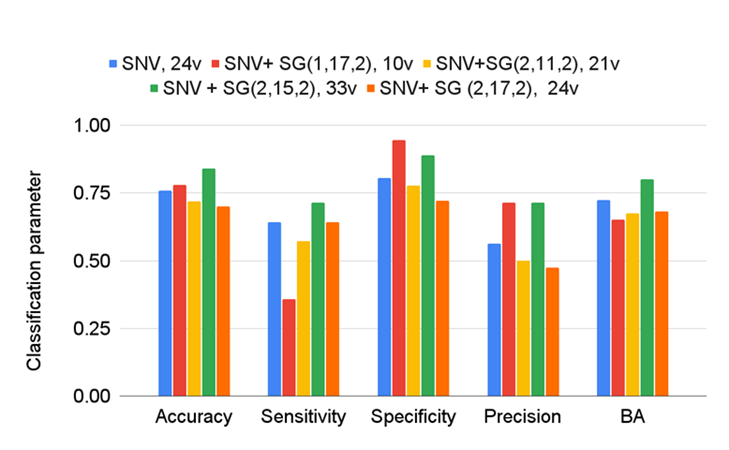 SNV, 24v SNV+ SG(1,17,2), 10v SNV+SG(2,11,2), 21v
SNV + SG(2,15,2), 33v SNV+ SG (2,17,2), 24v
Classification parameter
1.00
0.75
0.50
0.25
0.00
Accuracy Sensitivity Specificity Precision BA